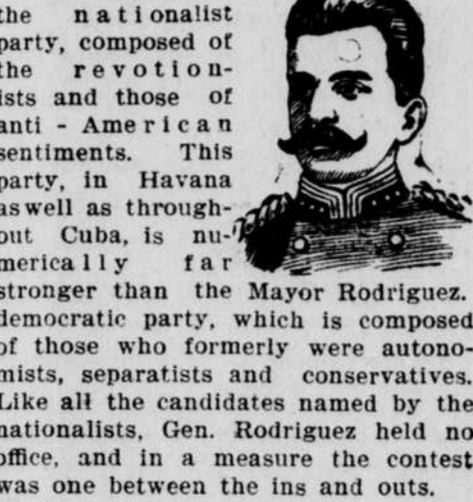 the nationalist
party, composed of
the revotion-
ists and those of
anti - American
sentiments. This
party, in Havana
aswell as through-
out Cuba, is nu-
merically far
stronger than the Mayor Rodriguez.
democratic party, which is composed
of those who formerly were autono-
mists, separatists and conservatives.
Like all the candidates named by the
nationalists, Gen. Rodriguez held no
office, and in a measure the contest
was one between the ins and outs.